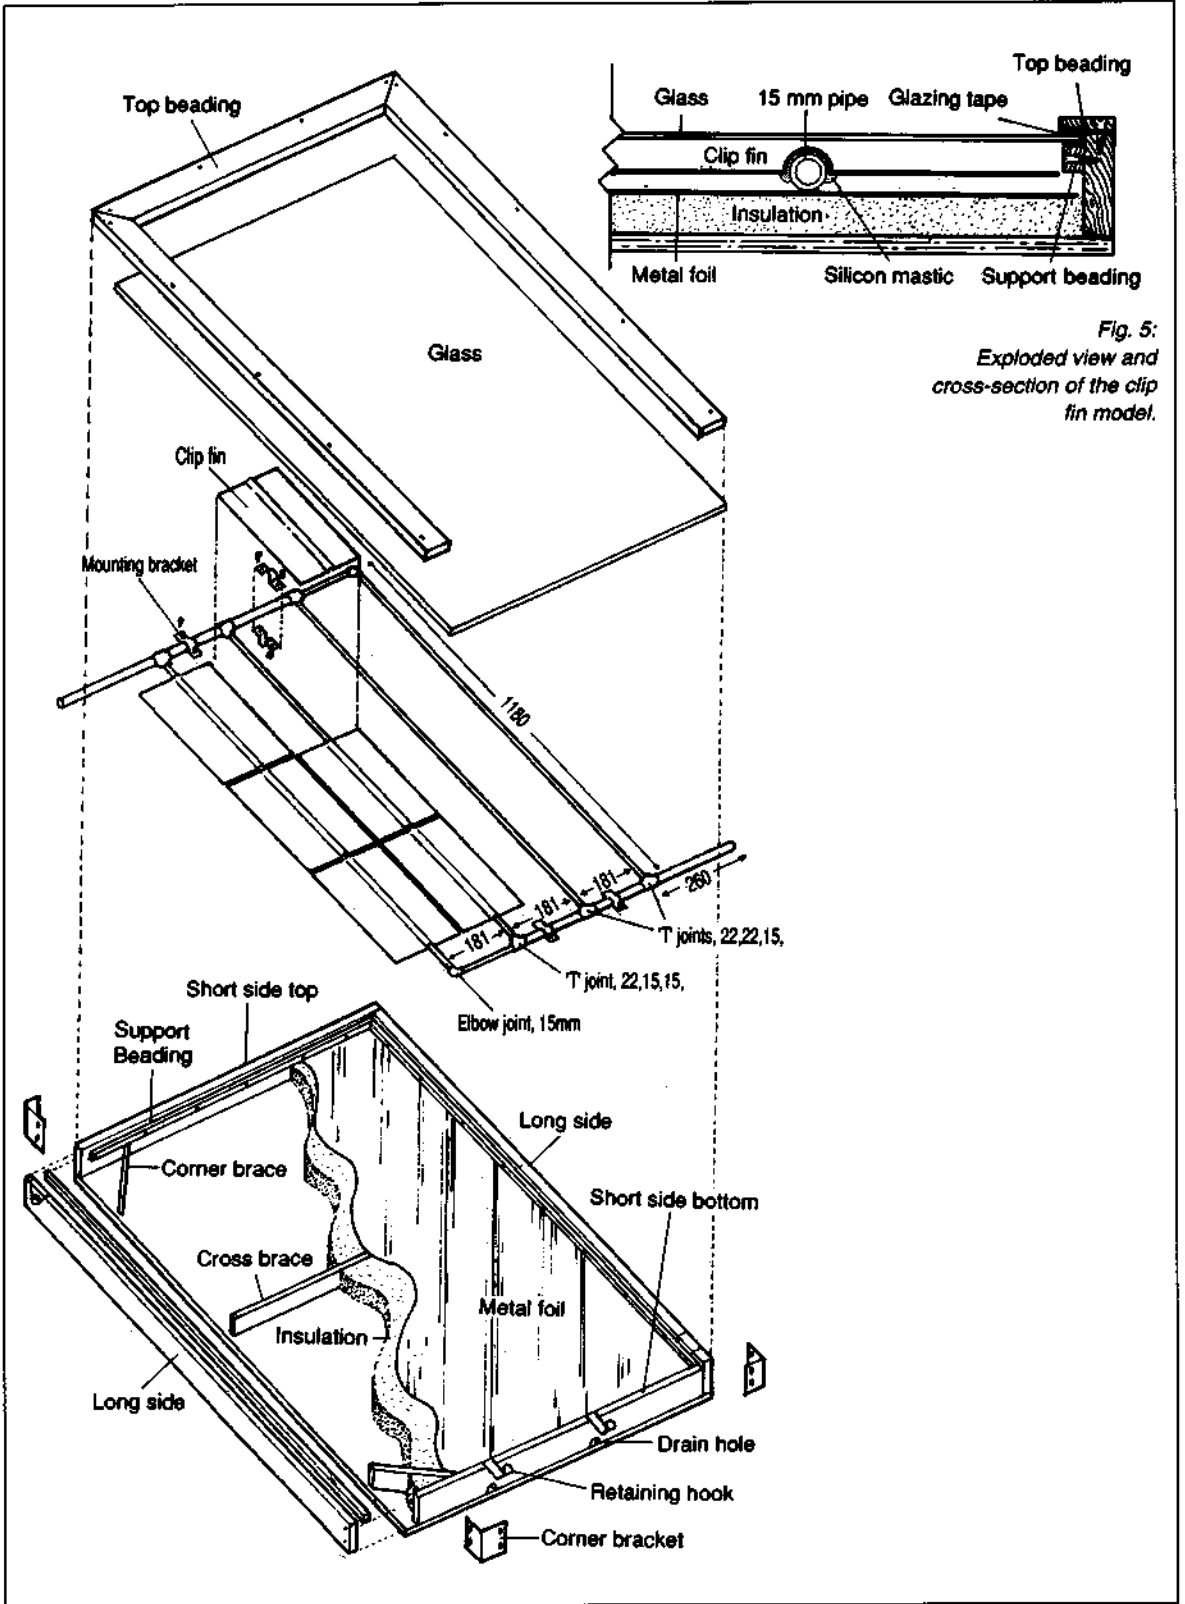 Top beading
Top beading
Glass
15 mm pipe
Glazing tape
Clip fin
Insulation
Metal foil
Silicon mastic
Support beading
Fig. 5:
Exploded view and
cross-section of the clip
fin model.
Glass
Clip fin
Mounting bracket
1180
181
181
181
260
'T' joints, 22,22,15,
'T' joint, 22,15,15,
Elbow joint, 15mm
Short side top
Support
Beading
Long side
Corner brace
Short side bottom
Cross brace
Metal foil
Insulation
Long side
Drain hole
Retaining hook
Corner bracket